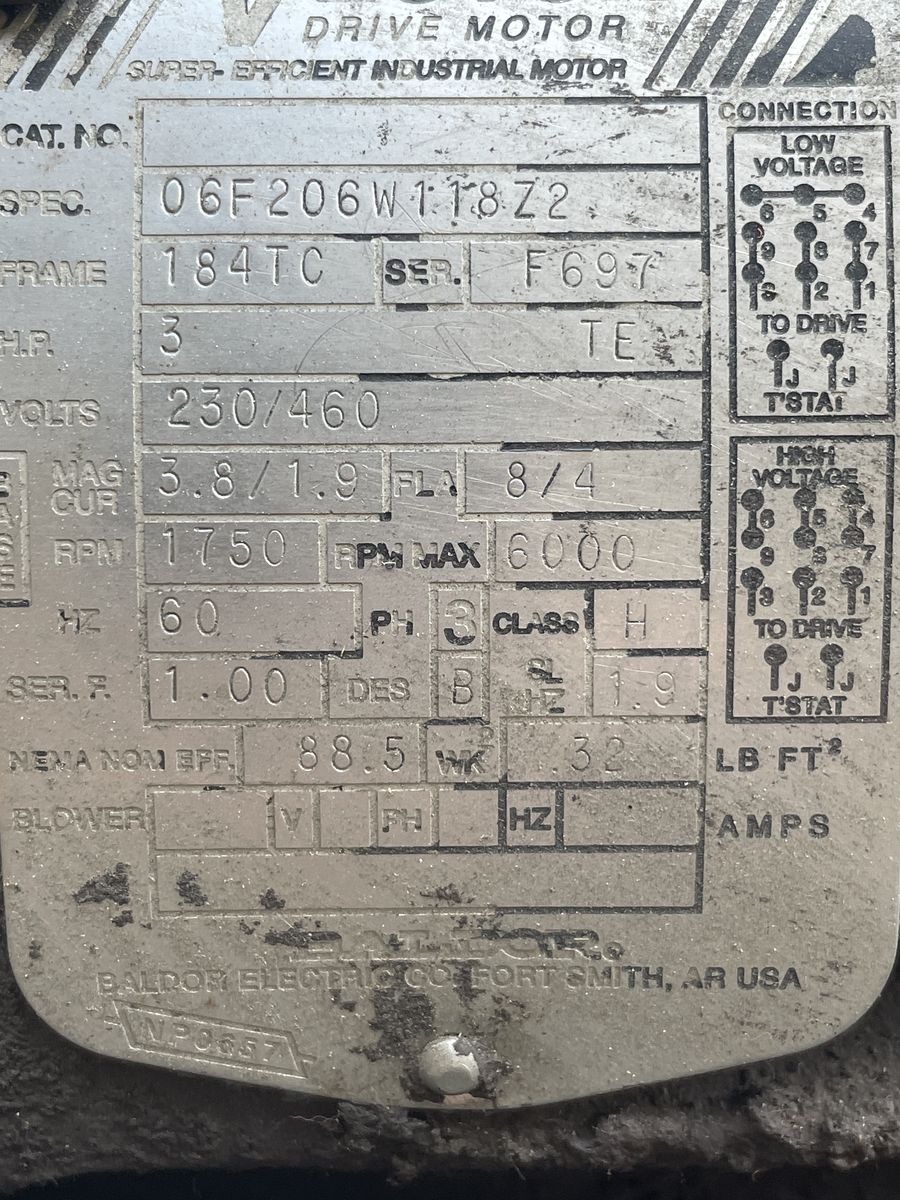 DRIVE MOTOR
SUPER-EFFICIENT INDUSTRIAL MOTOR
CAT. NO.
SPEC. 06F206W118Z2
FRAME 184TC SER. F697
H.P. 3 TE
VOLTS 230/460
MAG CUR 3.8/1.9 FLA 8/4
BASE
RPM 1750 RPM MAX 6000
HZ 60 PH 3 CLASS H
SER. F. 1.00 DES B SL HZ 1.9
NEMA NOM EFF. 88.5 WK² .32 LB FT²
BLOWER V PH HZ AMPS
BALDOR
BALDOR ELECTRIC CO. FORT SMITH, AR USA
NP0657
CONNECTION
LOW
VOLTAGE
6 5 4
9 8 7
3 2 1
TO DRIVE
J J
T'STAT
HIGH
VOLTAGE
6 5 4
9 8 7
3 2 1
TO DRIVE
J J
T'STAT